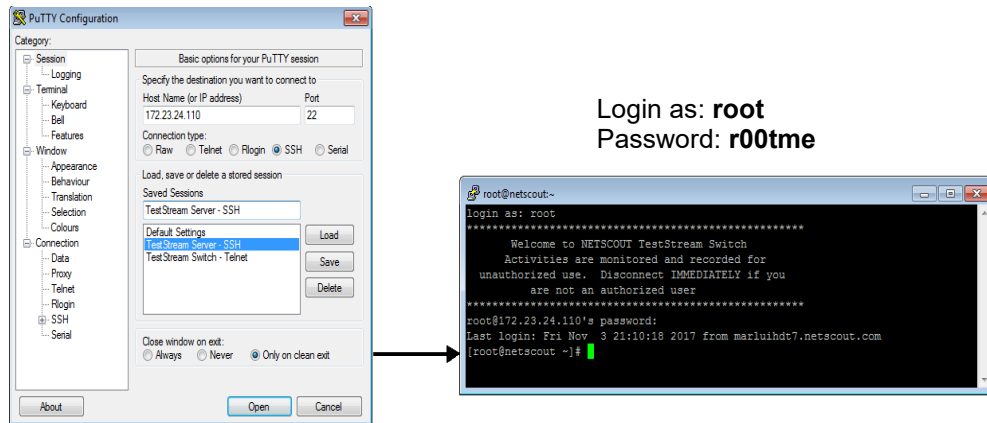 PuTTY Configuration
Category:
Session
Logging
Terminal
Keyboard
Bell
Features
Window
Appearance
Behaviour
Translation
Selection
Colours
Connection
Data
Proxy
Telnet
Rlogin
SSH
Serial
Basic options for your PuTTY session
Specify the destination you want to connect to
Host Name (or IP address) Port
172.23.24.110 22
Connection type:
Raw Telnet Rlogin SSH Serial
Load, save or delete a stored session
Saved Sessions
TestStream Server - SSH
Default Settings
TestStream Server - SSH
TestStream Switch - Telnet
Load
Save
Delete
Close window on exit:
Always Never Only on clean exit
About Open Cancel
Login as: root
Password: r00tme
root@netscout:~
login as: root
*****************************************************
Welcome to NETSCOUT TestStream Switch
Activities are monitored and recorded for
unauthorized use. Disconnect IMMEDIATELY if you
are not an authorized user
*****************************************************
root@172.23.24.110's password:
Last login: Fri Nov 3 21:10:18 2017 from marluihdt7.netscout.com
[root@netscout ~]#